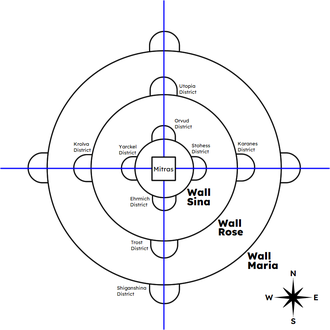 Utopia
District
Orvud
District
Krolva
District
Yarckel
District
Stohess
District
Karanes
District
Mitras
Ehrmich
District
Wall
Sina
Trost
District
Wall
Rose
Wall
Maria
Shiganshina
District
N
W
E
S